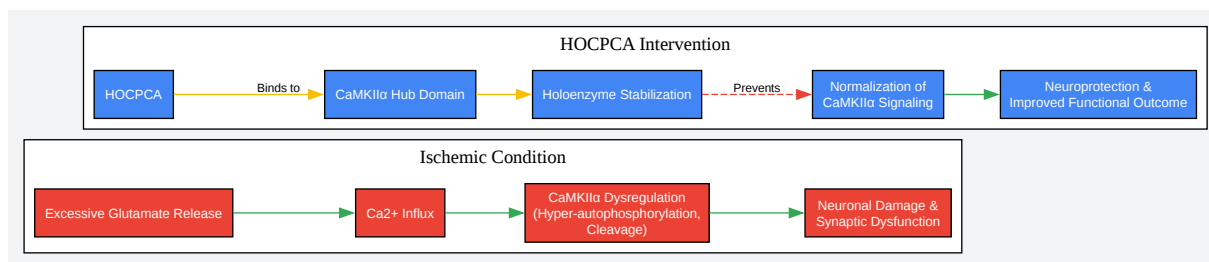 HOCPCA Intervention
HOCPCA
Binds to
CaMKIIα Hub Domain
Holoenzyme Stabilization
Prevents
Normalization of
CaMKIIα Signaling
Neuroprotection &
Improved Functional Outcome
Ischemic Condition
Excessive Glutamate Release
Ca2+ Influx
CaMKIIα Dysregulation
(Hyper-autophosphorylation,
Cleavage)
Neuronal Damage &
Synaptic Dysfunction